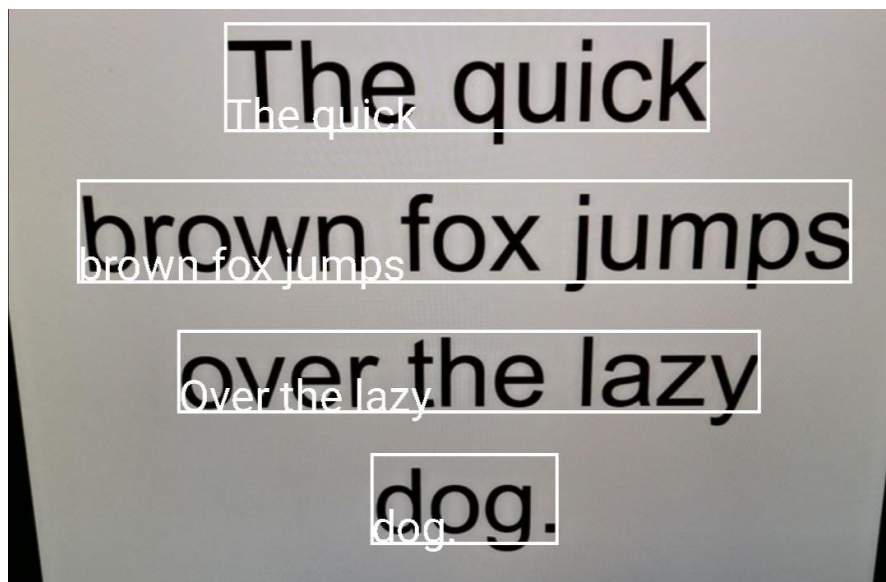 The quick
The quick
brown fox jumps
brown fox jumps
over the lazy
Over the lazy
dog.
dog.